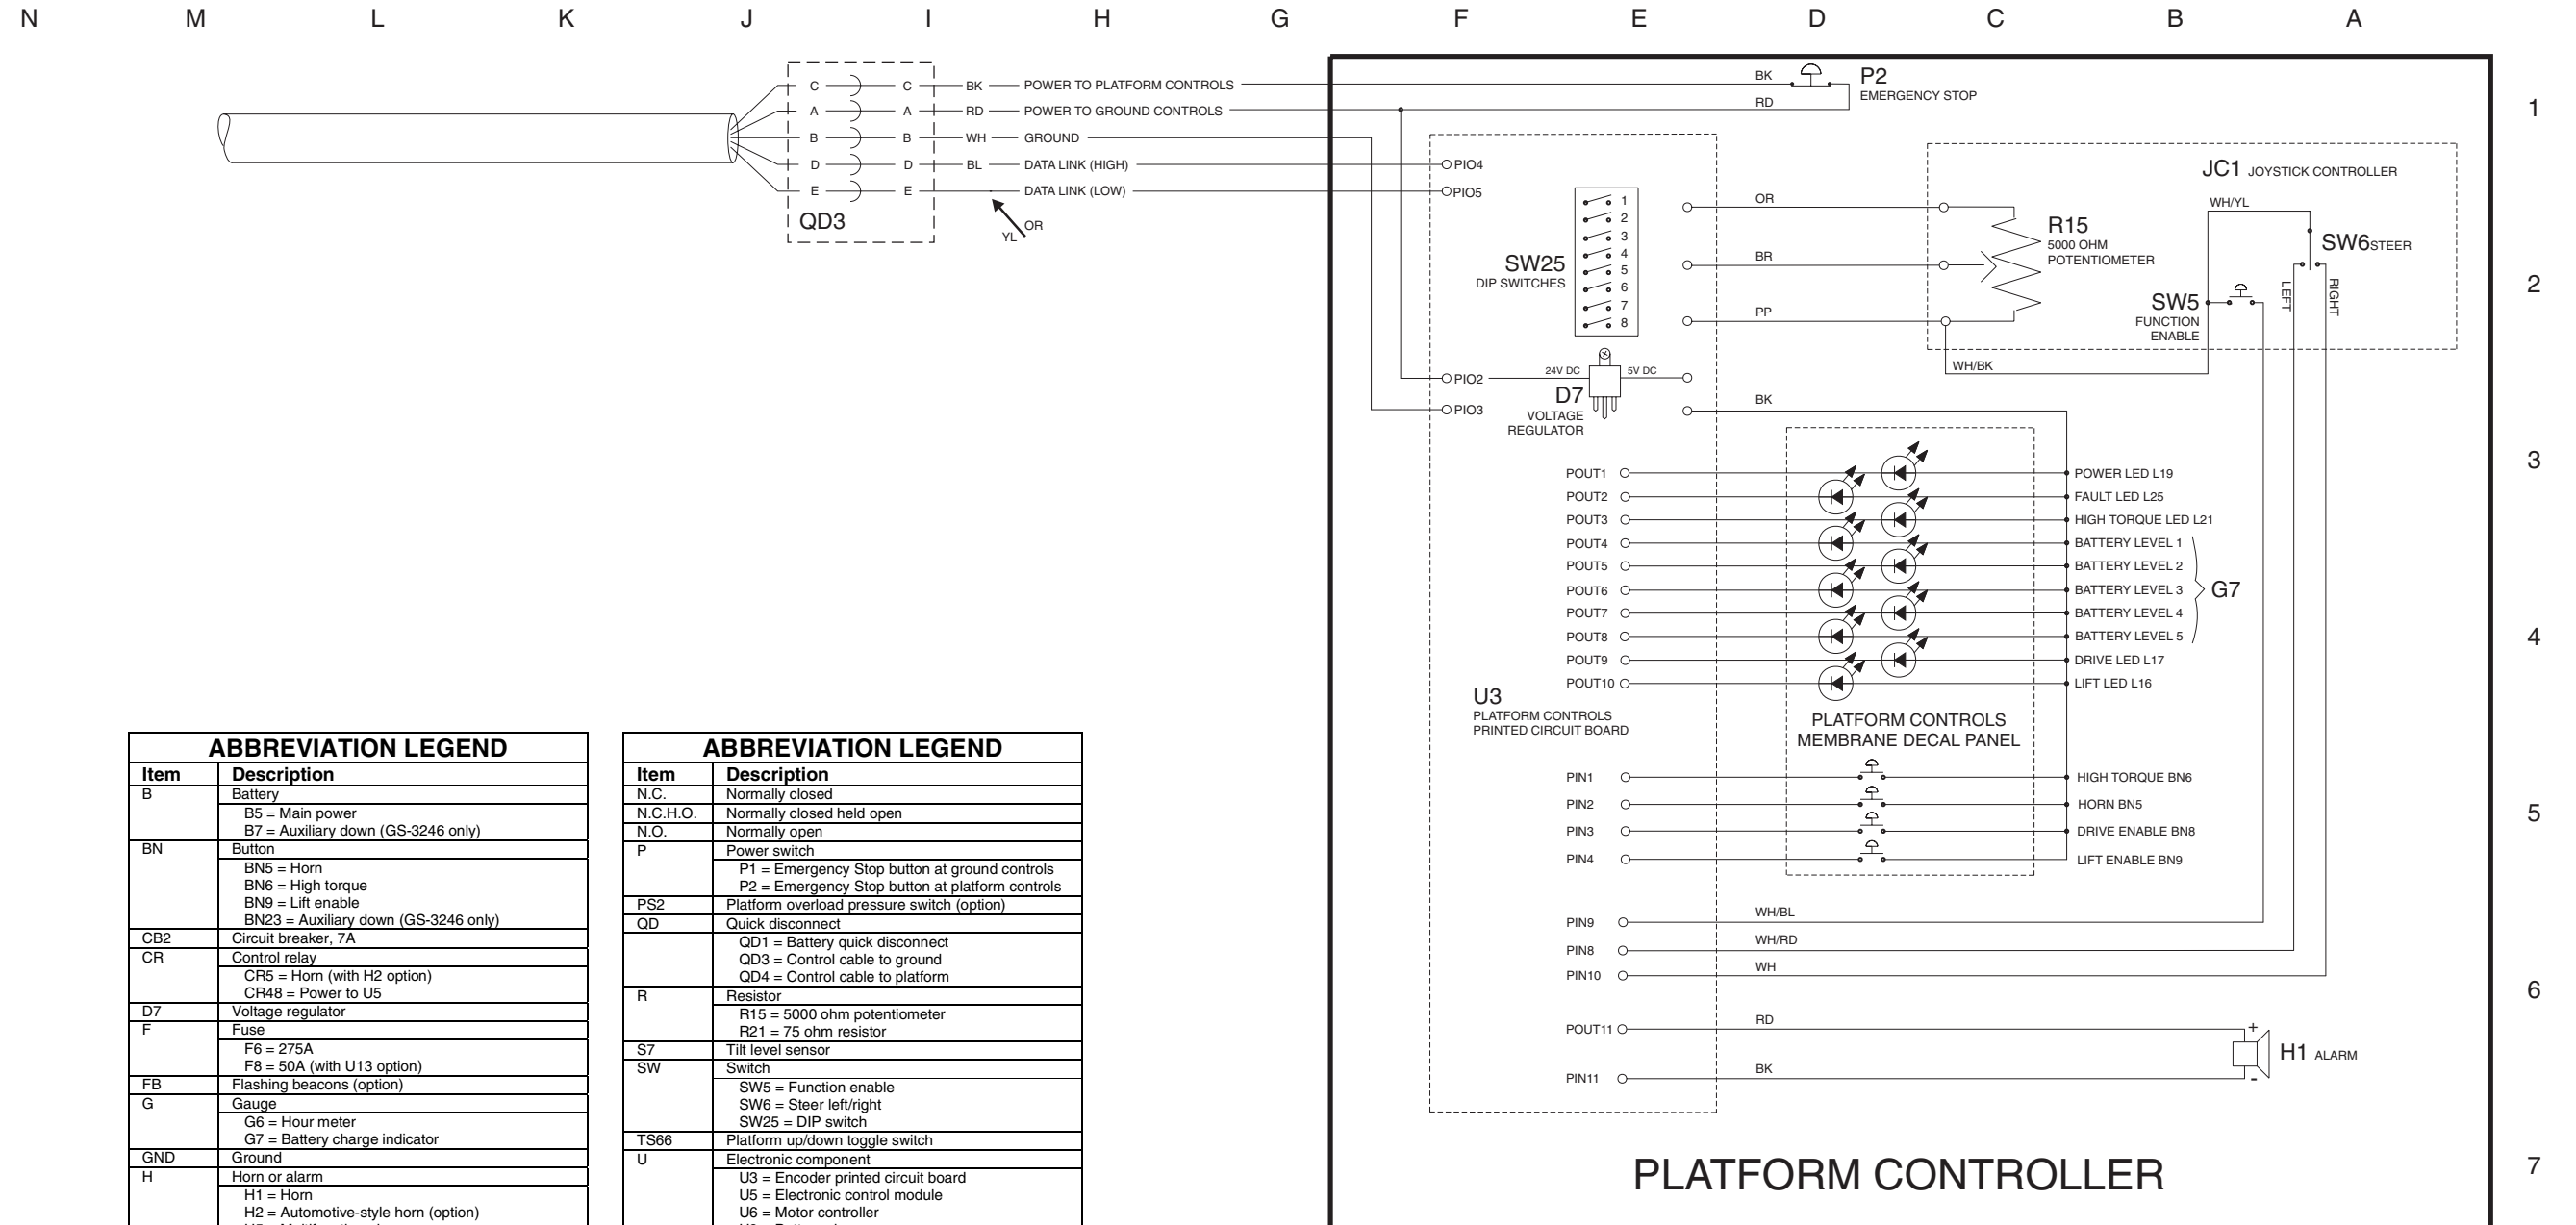 N M L K J I H G F E D C B A
C C BK POWER TO PLATFORM CONTROLS
A A RD POWER TO GROUND CONTROLS
B B WH GROUND
D D BL DATA LINK (HIGH)
E E DATA LINK (LOW)
QD3
YL OR
BK
P2
EMERGENCY STOP
RD
1
PIO4
PIO5
JC1 JOYSTICK CONTROLLER
WH/YL
SW6 STEER
1
2
3
4
5
6
7
8
SW25
DIP SWITCHES
OR
BR
PP
R15
5000 OHM
POTENTIOMETER
SW5
FUNCTION
ENABLE
LEFT
RIGHT
2
WH/BK
PIO2
24V DC
5V DC
D7
VOLTAGE
REGULATOR
PIO3
BK
POUT1 POWER LED L19
POUT2 FAULT LED L25
POUT3 HIGH TORQUE LED L21
POUT4 BATTERY LEVEL 1
POUT5 BATTERY LEVEL 2
POUT6 BATTERY LEVEL 3
POUT7 BATTERY LEVEL 4
POUT8 BATTERY LEVEL 5
POUT9 DRIVE LED L17
POUT10 LIFT LED L16
G7
3
4
U3
PLATFORM CONTROLS
PRINTED CIRCUIT BOARD
PLATFORM CONTROLS
MEMBRANE DECAL PANEL
PIN1 HIGH TORQUE BN6
PIN2 HORN BN5
PIN3 DRIVE ENABLE BN8
PIN4 LIFT ENABLE BN9
5
PIN9 WH/BL
PIN8 WH/RD
PIN10 WH
6
POUT11 RD +
H1 ALARM
PIN11 BK -
PLATFORM CONTROLLER
7
ABBREVIATION LEGEND
Item Description
B Battery
B5 = Main power
B7 = Auxiliary down (GS-3246 only)
BN Button
BN5 = Horn
BN6 = High torque
BN9 = Lift enable
BN23 = Auxiliary down (GS-3246 only)
CB2 Circuit breaker, 7A
CR Control relay
CR5 = Horn (with H2 option)
CR48 = Power to U5
D7 Voltage regulator
F Fuse
F6 = 275A
F8 = 50A (with U13 option)
FB Flashing beacons (option)
G Gauge
G6 = Hour meter
G7 = Battery charge indicator
GND Ground
H Horn or alarm
H1 = Horn
H2 = Automotive-style horn (option)
ABBREVIATION LEGEND
Item Description
N.C. Normally closed
N.C.H.O. Normally closed held open
N.O. Normally open
P Power switch
P1 = Emergency Stop button at ground controls
P2 = Emergency Stop button at platform controls
PS2 Platform overload pressure switch (option)
QD Quick disconnect
QD1 = Battery quick disconnect
QD3 = Control cable to ground
QD4 = Control cable to platform
R Resistor
R15 = 5000 ohm potentiometer
R21 = 75 ohm resistor
S7 Tilt level sensor
SW Switch
SW5 = Function enable
SW6 = Steer left/right
SW25 = DIP switch
TS66 Platform up/down toggle switch
U Electronic component
U3 = Encoder printed circuit board
U5 = Electronic control module
U6 = Motor controller